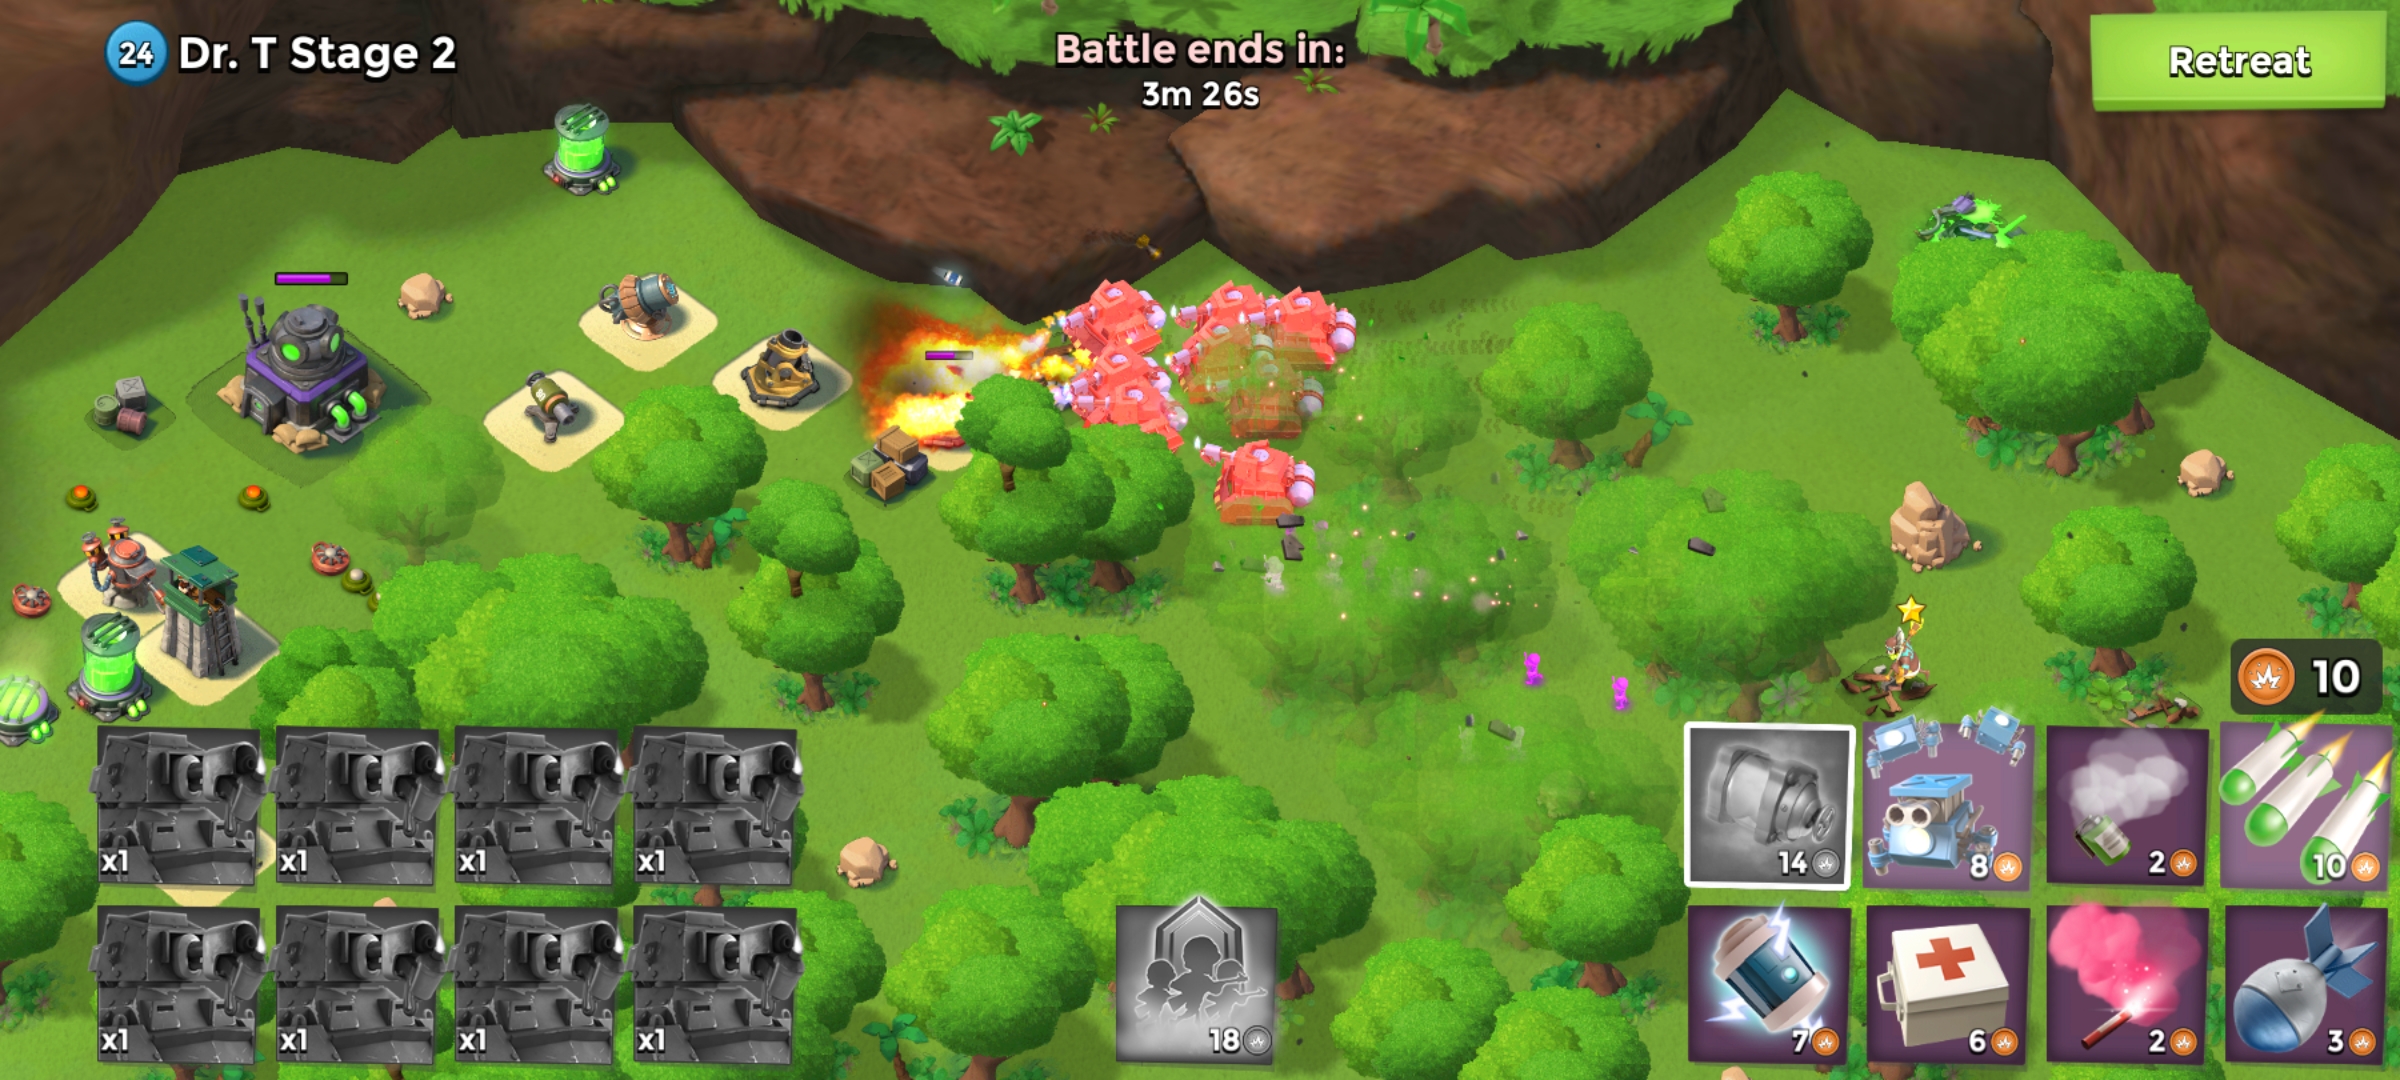 24 Dr. T Stage 2
Battle ends in:
3m 26s
Retreat
10
x1 x1 x1 x1
14 8 2 10
x1 x1 x1 x1
18
7 6 2 3